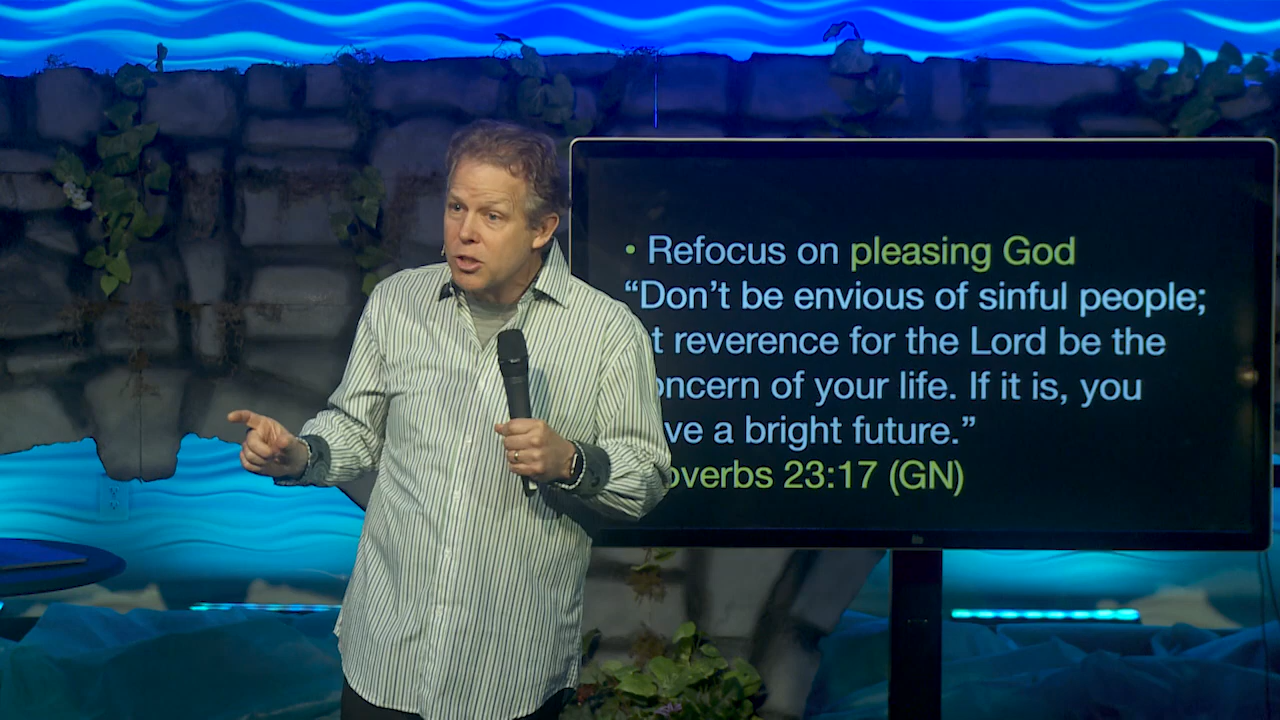 • Refocus on pleasing God
“Don’t be envious of sinful people;
reverence for the Lord be the
of your life. If it is, you
a bright future.”
23:17 (GN)